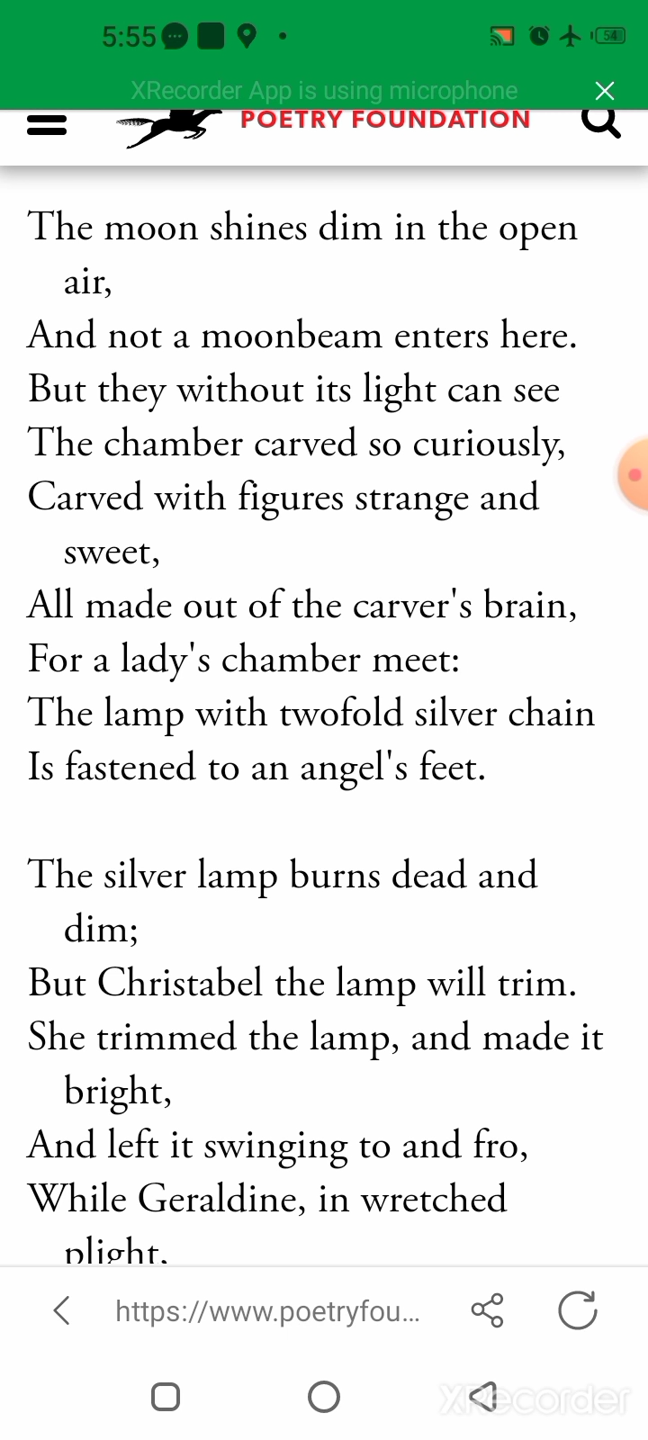 5:55
54
XRecorder App is using microphone
POETRY FOUNDATION
The moon shines dim in the open
air,
And not a moonbeam enters here.
But they without its light can see
The chamber carved so curiously,
Carved with figures strange and
sweet,
All made out of the carver's brain,
For a lady's chamber meet:
The lamp with twofold silver chain
Is fastened to an angel's feet.
The silver lamp burns dead and
dim;
But Christabel the lamp will trim.
She trimmed the lamp, and made it
bright,
And left it swinging to and fro,
While Geraldine, in wretched
plight,
https://www.poetryfou...
XRecorder